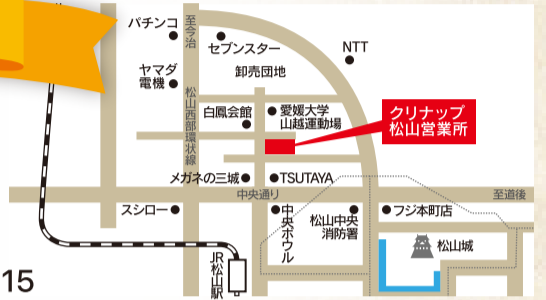 パチンコ
至今治
セブンスター
NTT
ヤマダ
電機
卸売団地
松山西部環状線
白鳳会館
愛媛大学
山越運動場
クリナップ
松山営業所
メガネの三城
TSUTAYA
中央通り
至道後
スシロー
中央ボウル
松山中央
消防署
フジ本町店
松山城
JR松山駅
15